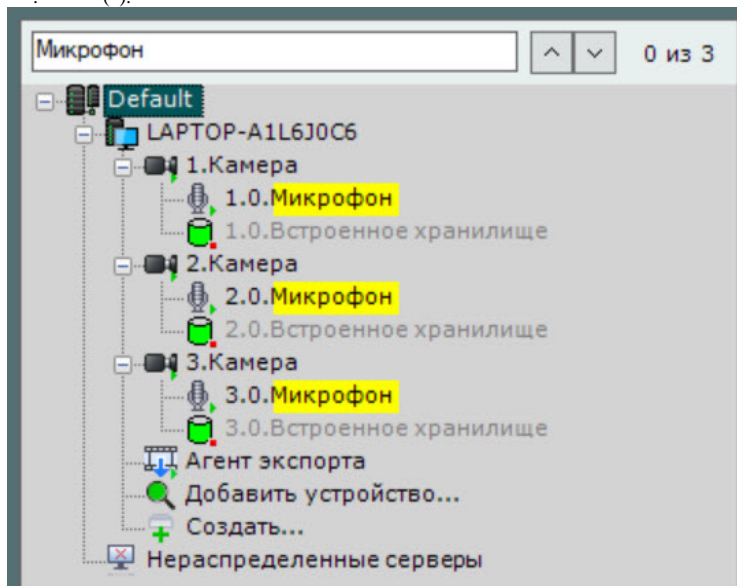 Микрофон
0 из 3
Default
LAPTOP-A1L6J0C6
1.Камера
1.0.Микрофон
1.0.Встроенное хранилище
2.Камера
2.0.Микрофон
2.0.Встроенное хранилище
3.Камера
3.0.Микрофон
3.0.Встроенное хранилище
Агент экспорта
Добавить устройство...
Создать...
Нераспределенные серверы